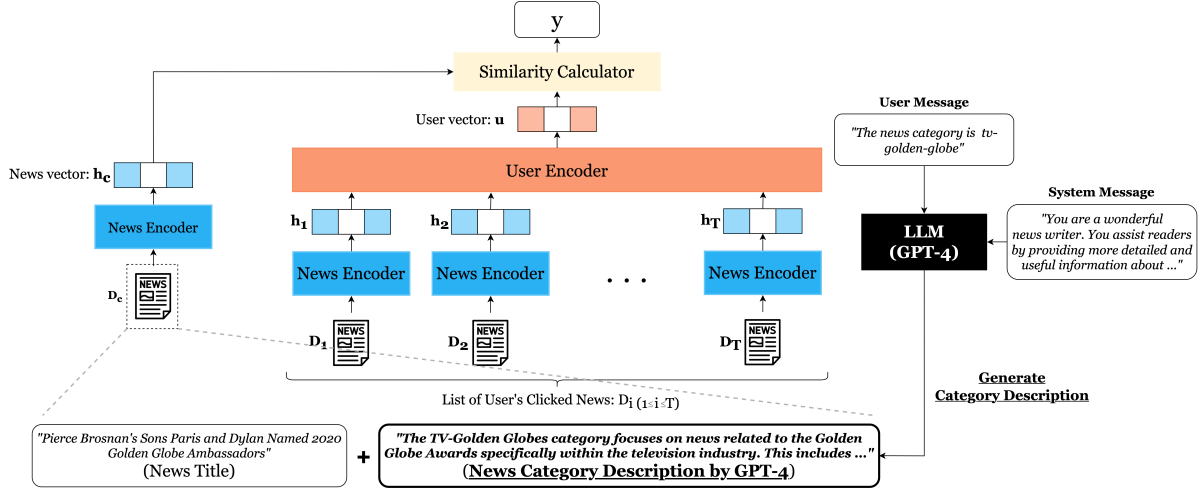 y
Similarity Calculator
User vector: u
User Encoder
News vector: hc
News Encoder
Dc
NEWS
h1
h2
hT
News Encoder
News Encoder
. . .
News Encoder
D1
NEWS
D2
NEWS
DT
NEWS
List of User's Clicked News: Di (1≤i≤T)
User Message
"The news category is tv-
golden-globe"
System Message
LLM
(GPT-4)
"You are a wonderful
news writer. You assist readers
by providing more detailed and
useful information about ..."
Generate
Category Description
"Pierce Brosnan's Sons Paris and Dylan Named 2020
Golden Globe Ambassadors"
(News Title)
+
"The TV-Golden Globes category focuses on news related to the Golden
Globe Awards specifically within the television industry. This includes ..."
(News Category Description by GPT-4)